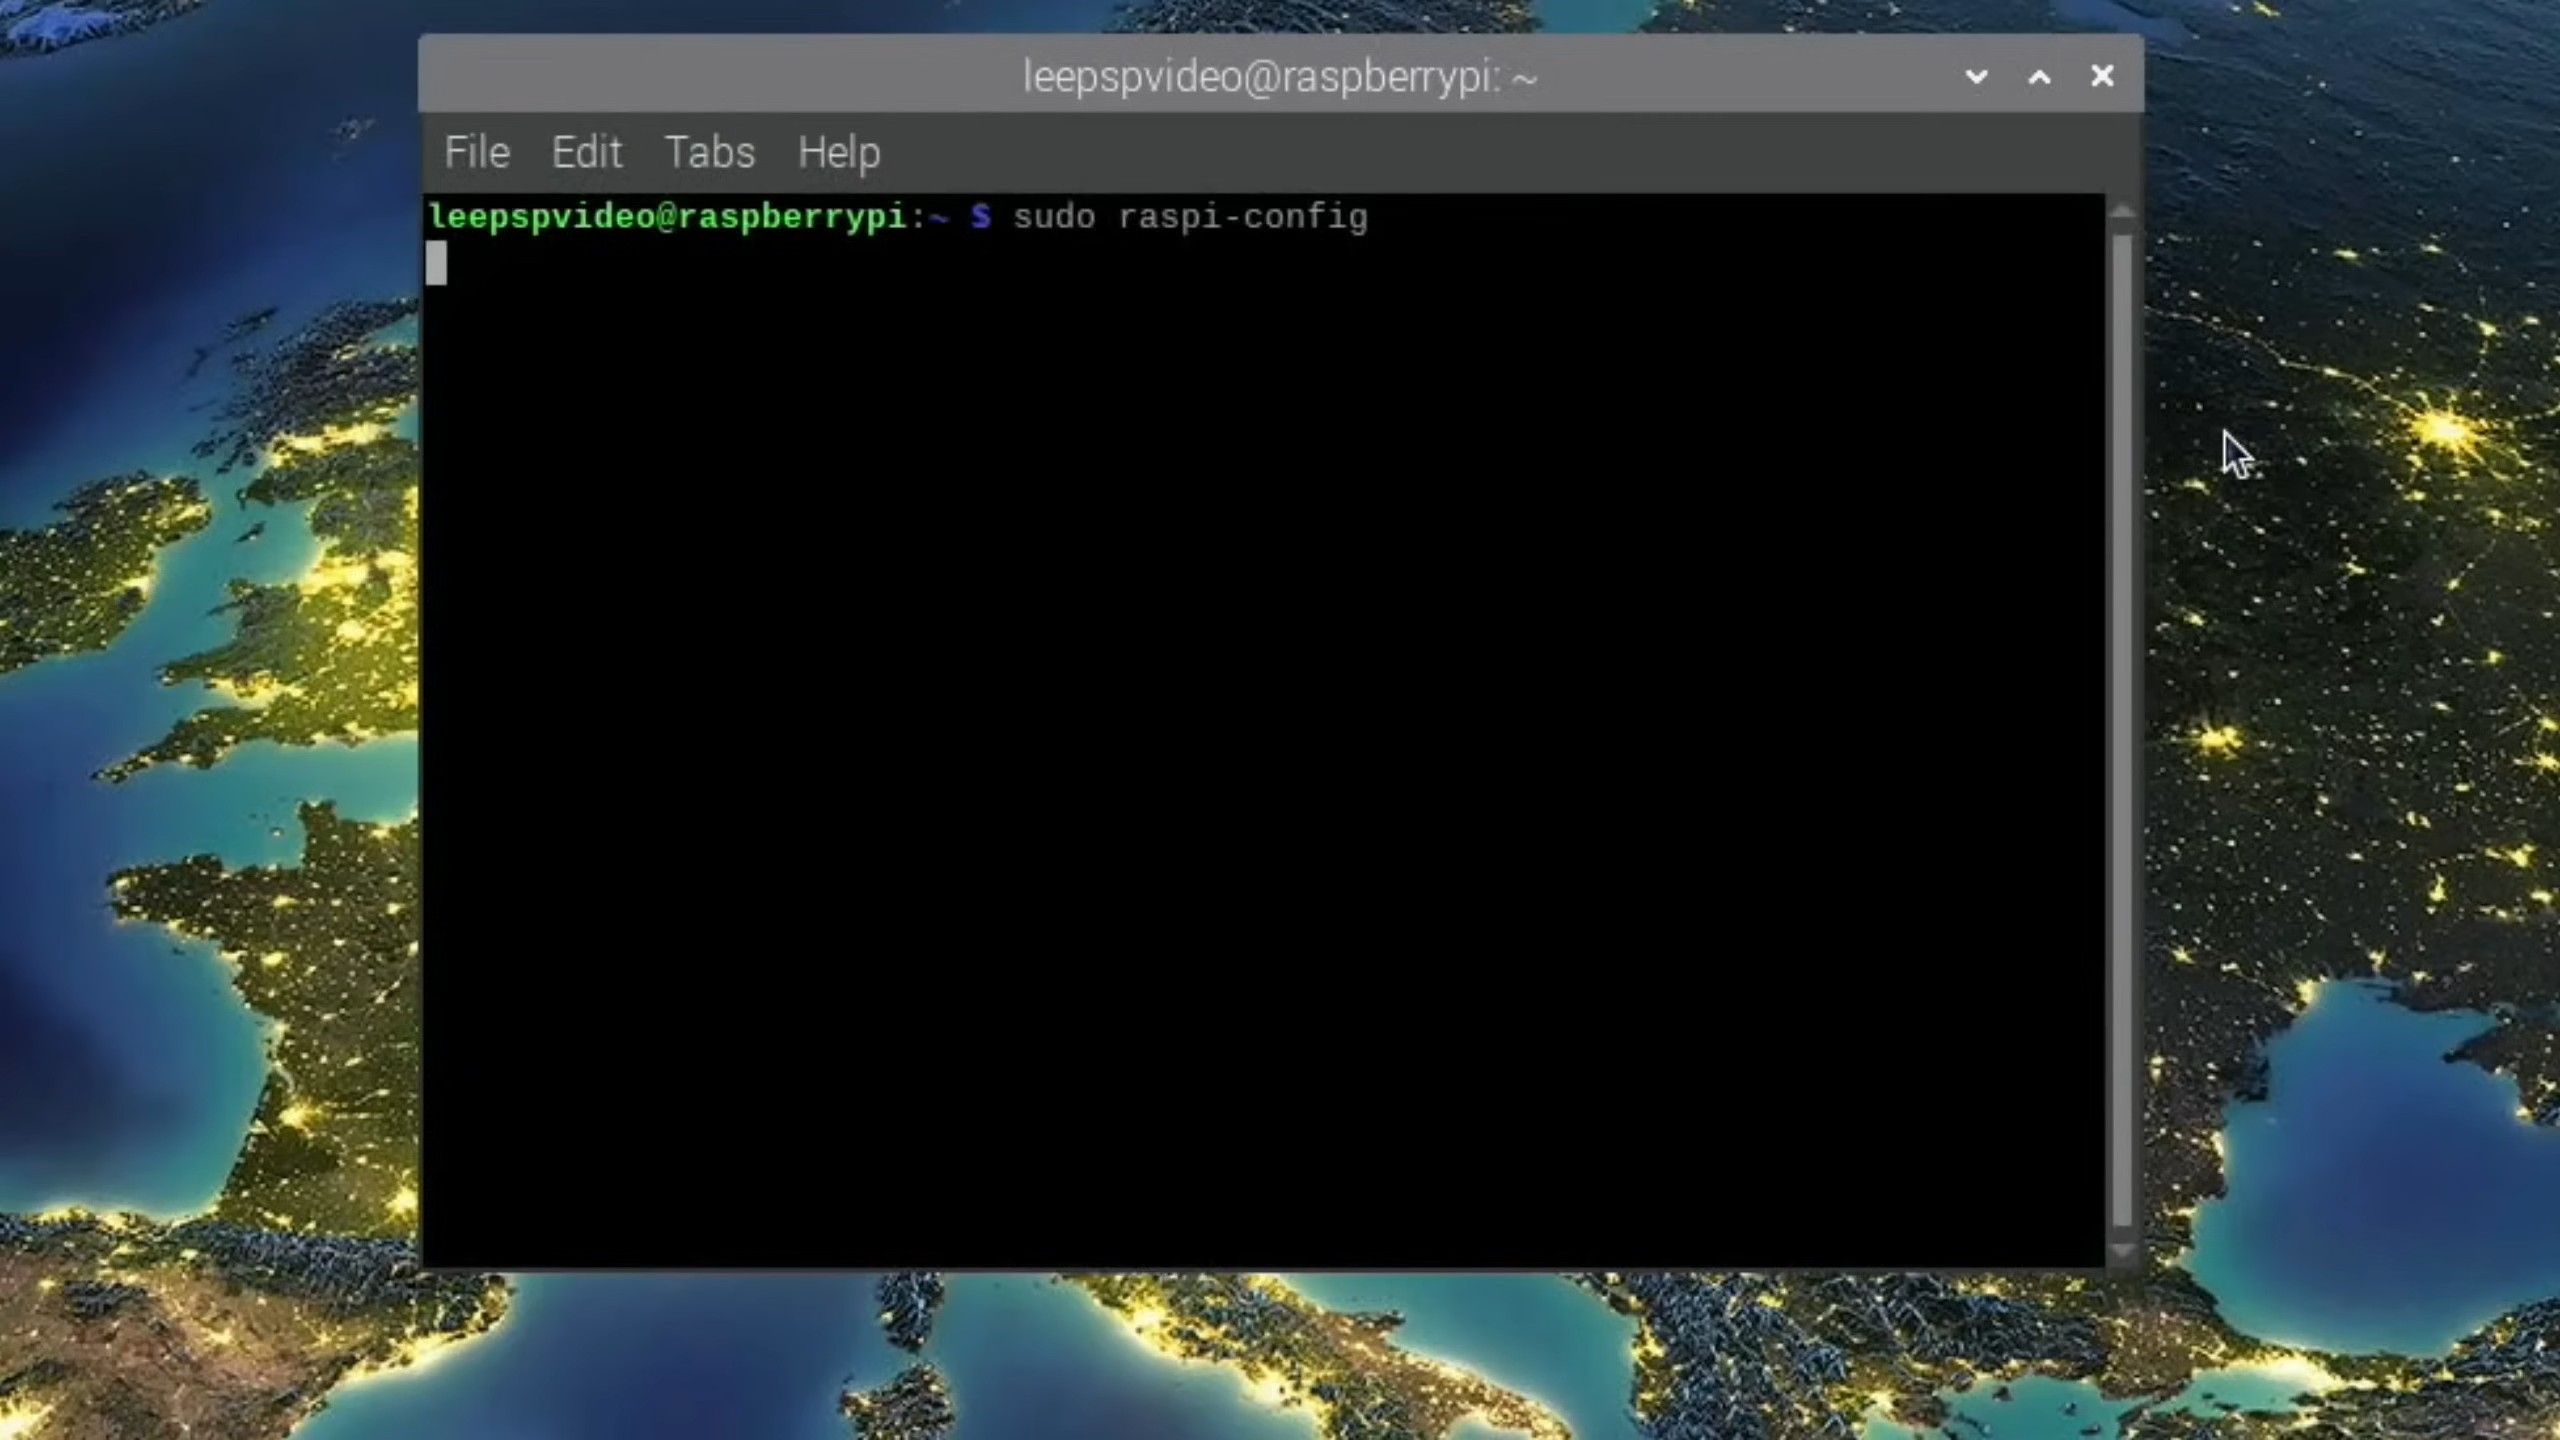 leepspvideo@raspberrypi: ~
File Edit Tabs Help
leepspvideo@raspberrypi:~ $ sudo raspi-config